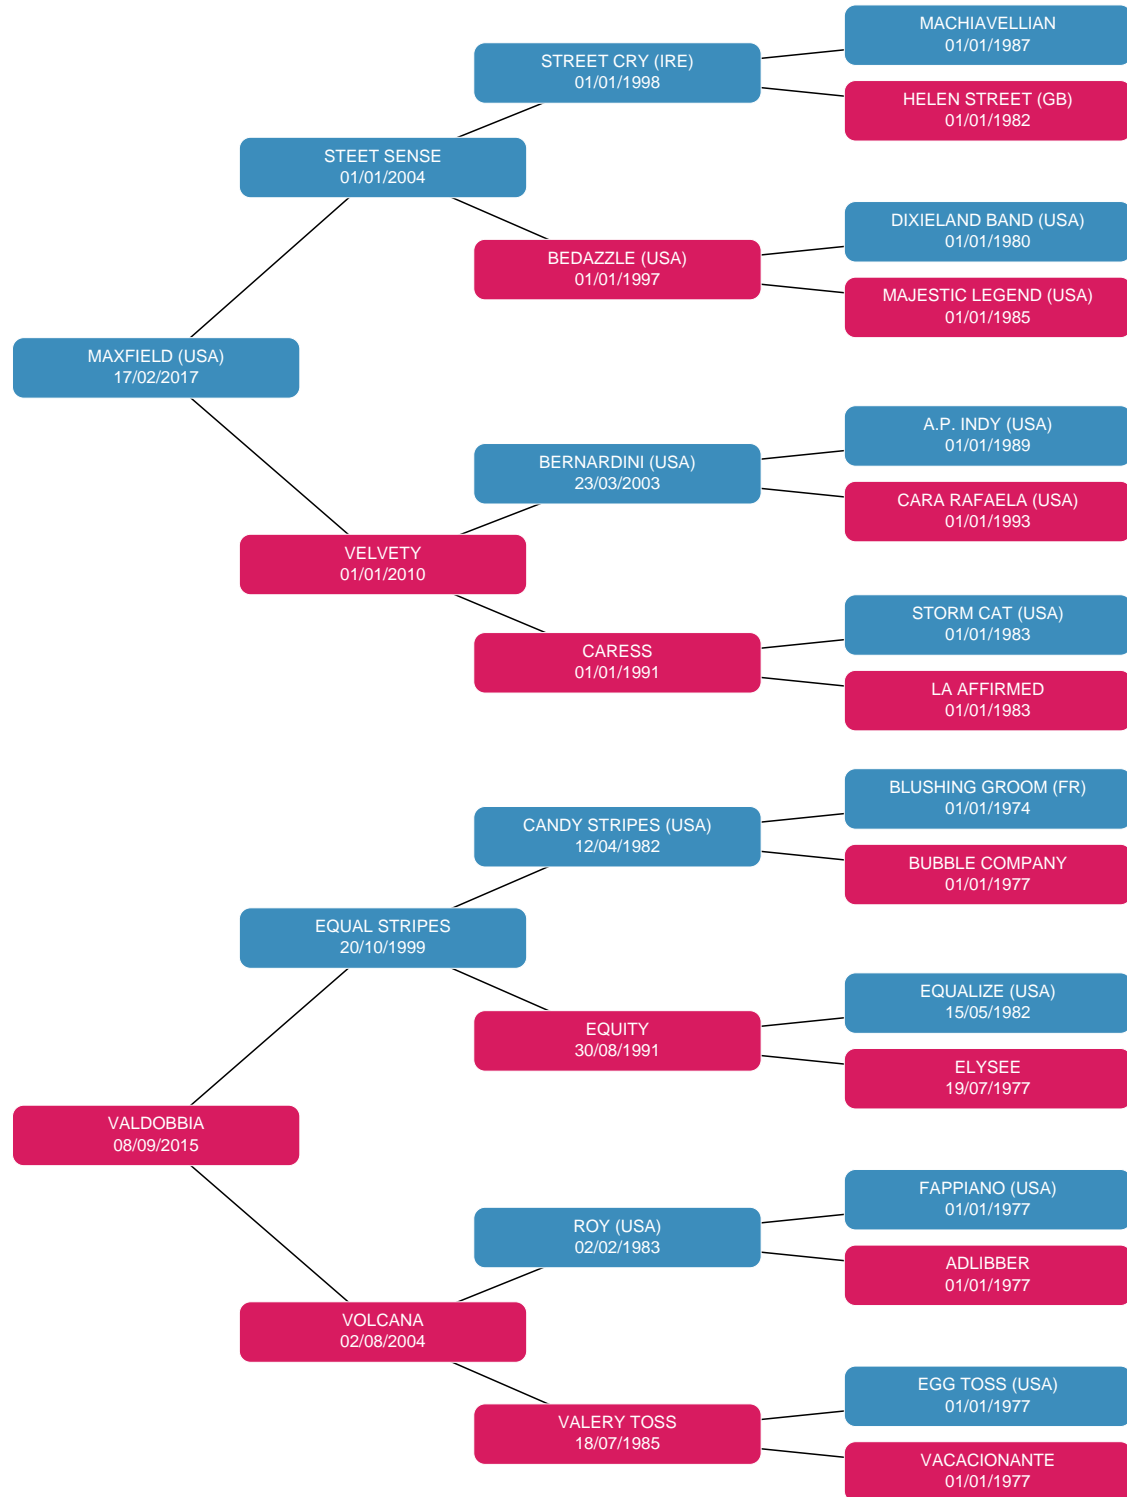 MACHIAVELLIAN
01/01/1987
STREET CRY (IRE)
01/01/1998
HELEN STREET (GB)
01/01/1982
STEET SENSE
01/01/2004
DIXIELAND BAND (USA)
01/01/1980
BEDAZZLE (USA)
01/01/1997
MAJESTIC LEGEND (USA)
01/01/1985
MAXFIELD (USA)
17/02/2017
A.P. INDY (USA)
01/01/1989
BERNARDINI (USA)
23/03/2003
CARA RAFAELA (USA)
01/01/1993
VELVETY
01/01/2010
STORM CAT (USA)
01/01/1983
CARESS
01/01/1991
LA AFFIRMED
01/01/1983
BLUSHING GROOM (FR)
01/01/1974
CANDY STRIPES (USA)
12/04/1982
BUBBLE COMPANY
01/01/1977
EQUAL STRIPES
20/10/1999
EQUALIZE (USA)
15/05/1982
EQUITY
30/08/1991
ELYSEE
19/07/1977
VALDOBBIA
08/09/2015
FAPPIANO (USA)
01/01/1977
ROY (USA)
02/02/1983
ADLIBBER
01/01/1977
VOLCANA
02/08/2004
EGG TOSS (USA)
01/01/1977
VALERY TOSS
18/07/1985
VACACIONANTE
01/01/1977